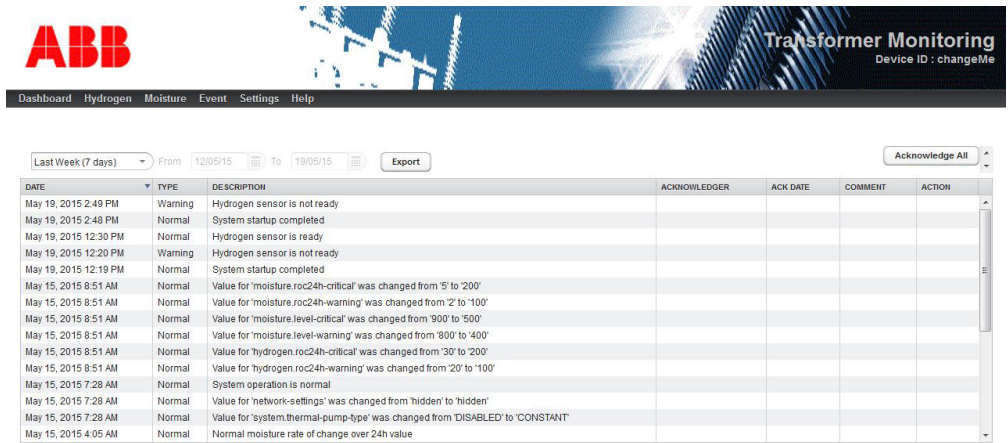 ABB
Transformer Monitoring
Device ID : changeMe
Dashboard Hydrogen Moisture Event Settings Help
Last Week (7 days) From 12/05/15 To 19/05/15 Export Acknowledge All
DATE TYPE DESCRIPTION ACKNOWLEDGER ACK DATE COMMENT ACTION
May 19, 2015 2:49 PM Warning Hydrogen sensor is not ready
May 19, 2015 2:48 PM Normal System startup completed
May 19, 2015 12:30 PM Normal Hydrogen sensor is ready
May 19, 2015 12:20 PM Warning Hydrogen sensor is not ready
May 19, 2015 12:19 PM Normal System startup completed
May 15, 2015 8:51 AM Normal Value for 'moisture.roc24h-critical' was changed from '5' to '200'
May 15, 2015 8:51 AM Normal Value for 'moisture.roc24h-warning' was changed from '2' to '100'
May 15, 2015 8:51 AM Normal Value for 'moisture.level-critical' was changed from '900' to '500'
May 15, 2015 8:51 AM Normal Value for 'moisture.level-warning' was changed from '800' to '400'
May 15, 2015 8:51 AM Normal Value for 'hydrogen.roc24h-critical' was changed from '30' to '200'
May 15, 2015 8:51 AM Normal Value for 'hydrogen.roc24h-warning' was changed from '20' to '100'
May 15, 2015 7:28 AM Normal System operation is normal
May 15, 2015 7:28 AM Normal Value for 'network-settings' was changed from 'hidden' to 'hidden'
May 15, 2015 7:28 AM Normal Value for 'system.thermal-pump-type' was changed from 'DISABLED' to 'CONSTANT'
May 15, 2015 4:05 AM Normal Normal moisture rate of change over 24h value